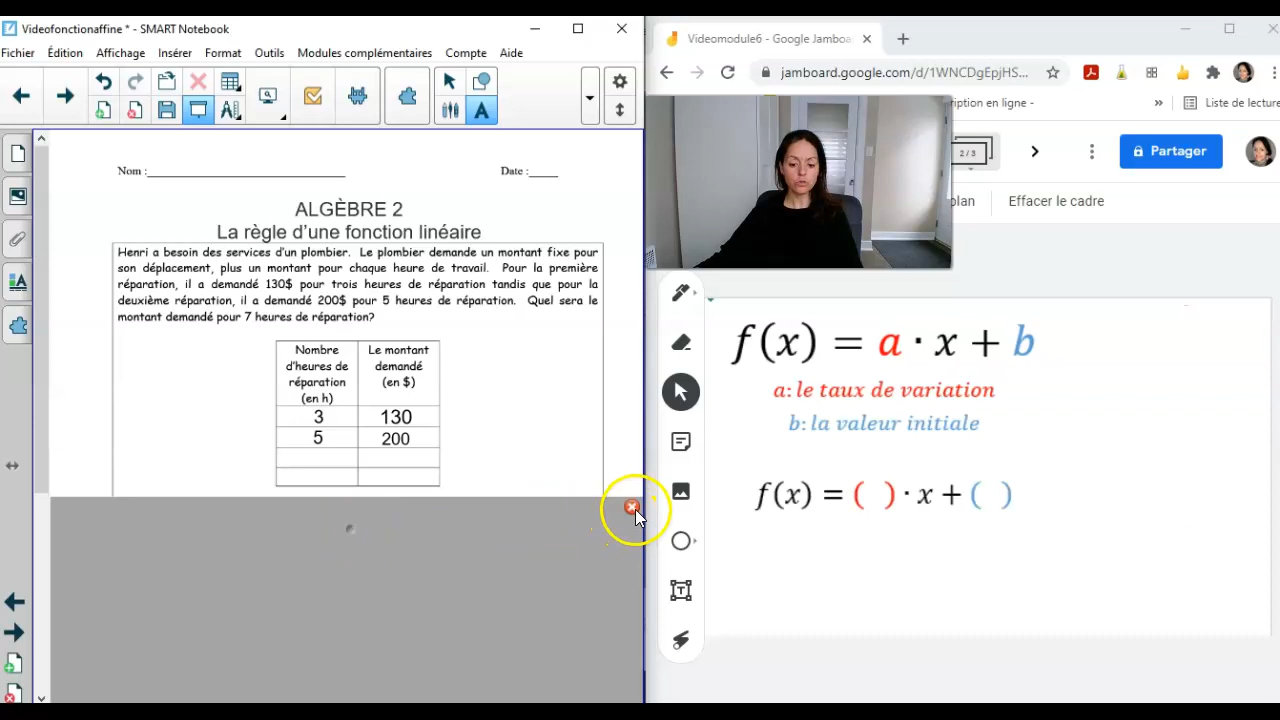 Videofonctionaffine * - SMART Notebook
Fichier Édition Affichage Insérer Format Outils Modules complémentaires Compte Aide
Nom :
Date :
ALGÈBRE 2
La règle d'une fonction linéaire
Henri a besoin des services d'un plombier. Le plombier demande un montant fixe pour
son déplacement, plus un montant pour chaque heure de travail. Pour la première
réparation, il a demandé 130$ pour trois heures de réparation tandis que pour la
deuxième réparation, il a demandé 200$ pour 5 heures de réparation. Quel sera le
montant demandé pour 7 heures de réparation?
Nombre
d'heures de
réparation
(en h)
Le montant
demandé
(en $)
3 130
5 200
Videomodule6 - Google Jamboa
jamboard.google.com/d/1WNCDgEpjHS...
ription en ligne -
» Liste de lecture
2 / 3
Partager
plan
Effacer le cadre
f(x) = a · x + b
a: le taux de variation
b: la valeur initiale
f(x) = ( ) · x + ( )